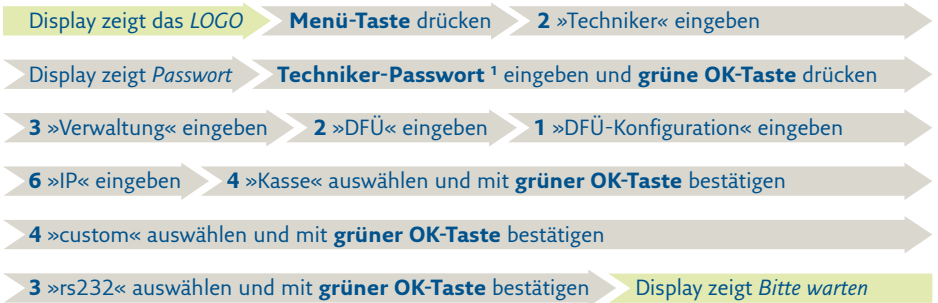 Display zeigt das LOGO Menü-Taste drücken 2 »Techniker« eingeben
Display zeigt Passwort Techniker-Passwort ¹ eingeben und grüne OK-Taste drücken
3 »Verwaltung« eingeben 2 »DFÜ« eingeben 1 »DFÜ-Konfiguration« eingeben
6 »IP« eingeben 4 »Kasse« auswählen und mit grüner OK-Taste bestätigen
4 »custom« auswählen und mit grüner OK-Taste bestätigen
3 »rs232« auswählen und mit grüner OK-Taste bestätigen Display zeigt Bitte warten